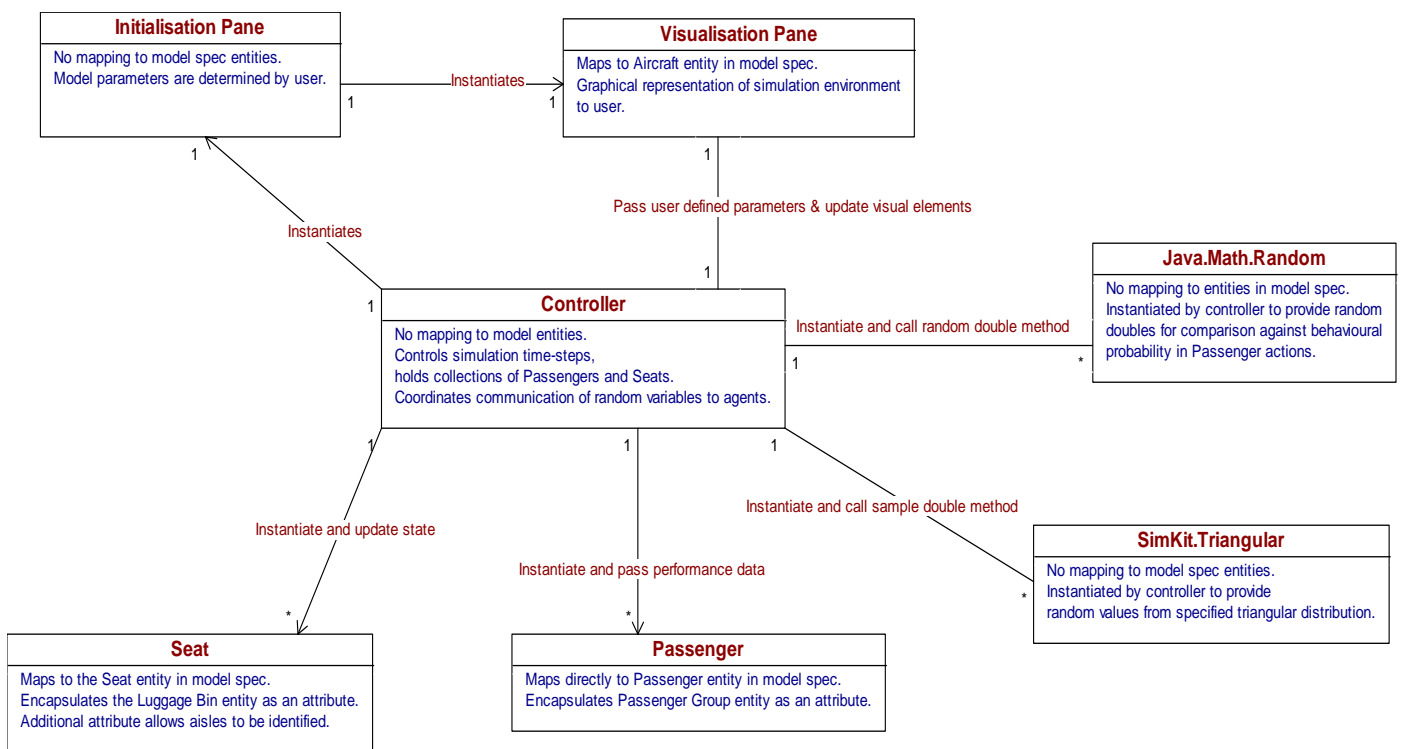 Initialisation Pane
No mapping to model spec entities.
Model parameters are determined by user.
Visualisation Pane
Maps to Aircraft entity in model spec.
Graphical representation of simulation environment
to user.
Instantiates
1
1
1
1
Instantiates
Pass user defined parameters & update visual elements
1
1
Controller
No mapping to model entities.
Controls simulation time-steps,
holds collections of Passengers and Seats.
Coordinates communication of random variables to agents.
Java.Math.Random
No mapping to entities in model spec.
Instantiated by controller to provide random
doubles for comparison against behavioural
probability in Passenger actions.
Instantiate and call random double method
1
*
1
1
1
Instantiate and call sample double method
Instantiate and update state
Instantiate and pass performance data
SimKit.Triangular
No mapping to model spec entities.
Instantiated by controller to provide
random values from specified triangular distribution.
*
*
*
Seat
Maps to the Seat entity in model spec.
Encapsulates the Luggage Bin entity as an attribute.
Additional attribute allows aisles to be identified.
Passenger
Maps directly to Passenger entity in model spec.
Encapsulates Passenger Group entity as an attribute.